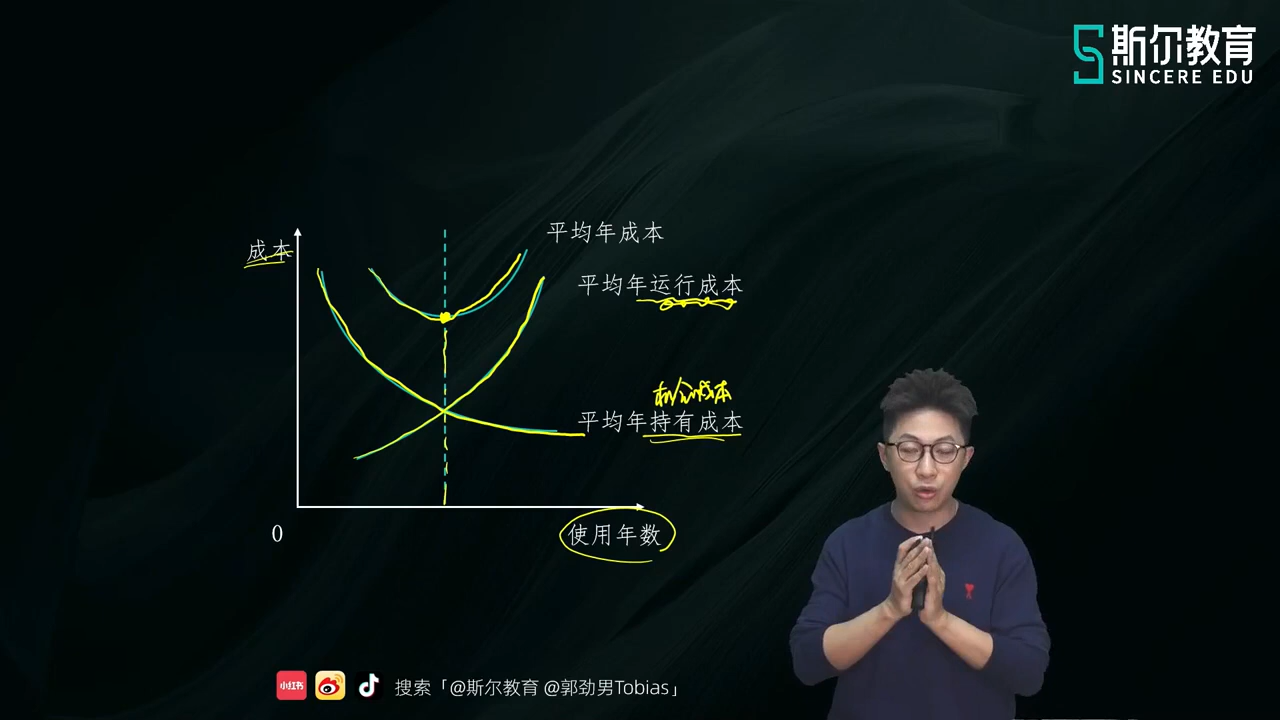 斯尔教育
SINCERE EDU
平均年成本
成本
平均年运行成本
机会成本
平均年持有成本
0
使用年数
小红书
搜索「@斯尔教育 @郭劲男Tobias」